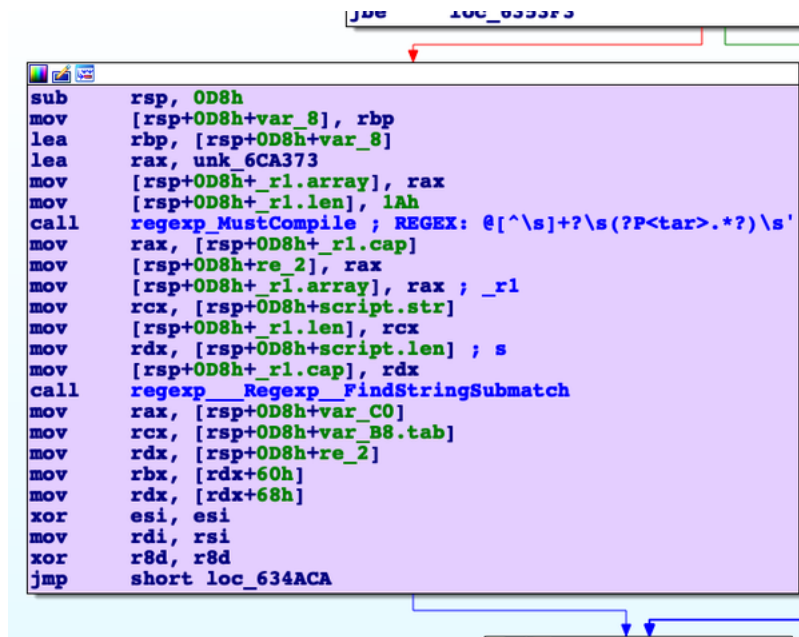 jbe loc_6353F3
sub rsp, 0D8h
mov [rsp+0D8h+var_8], rbp
lea rbp, [rsp+0D8h+var_8]
lea rax, unk_6CA373
mov [rsp+0D8h+_r1.array], rax
mov [rsp+0D8h+_r1.len], 1Ah
call regexp_MustCompile ; REGEX: @[^\s]+?\s(?P<tar>.*?)\s'
mov rax, [rsp+0D8h+_r1.cap]
mov [rsp+0D8h+re_2], rax
mov [rsp+0D8h+_r1.array], rax ; _r1
mov rcx, [rsp+0D8h+script.str]
mov [rsp+0D8h+_r1.len], rcx
mov rdx, [rsp+0D8h+script.len] ; s
mov [rsp+0D8h+_r1.cap], rdx
call regexp___Regexp__FindStringSubmatch
mov rax, [rsp+0D8h+var_C0]
mov rcx, [rsp+0D8h+var_B8.tab]
mov rdx, [rsp+0D8h+re_2]
mov rbx, [rdx+60h]
mov rdx, [rdx+68h]
xor esi, esi
mov rdi, rsi
xor r8d, r8d
jmp short loc_634ACA